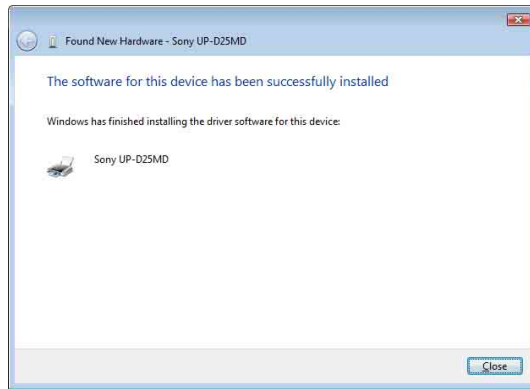 Found New Hardware - Sony UP-D25MD
The software for this device has been successfully installed
Windows has finished installing the driver software for this device:
Sony UP-D25MD
Close